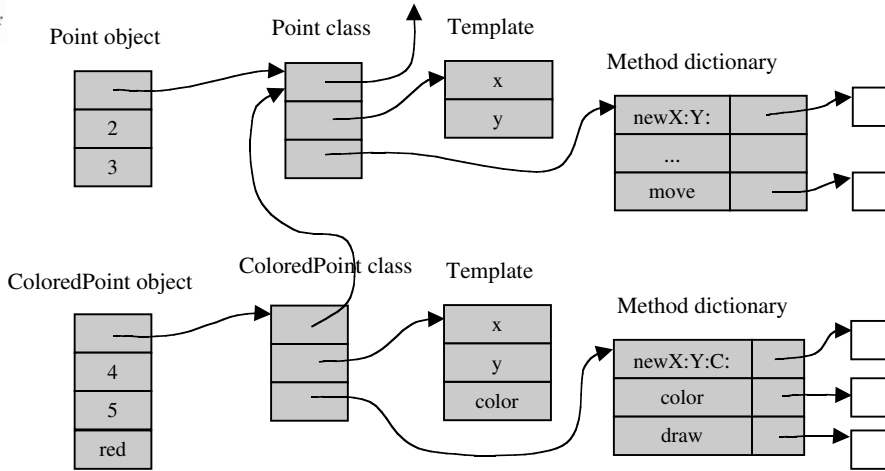 Point object
Point class
Template
Method dictionary
2
3
x
y
newX:Y:
...
move
ColoredPoint object
ColoredPoint class
Template
Method dictionary
4
5
red
x
y
color
newX:Y:C:
color
draw